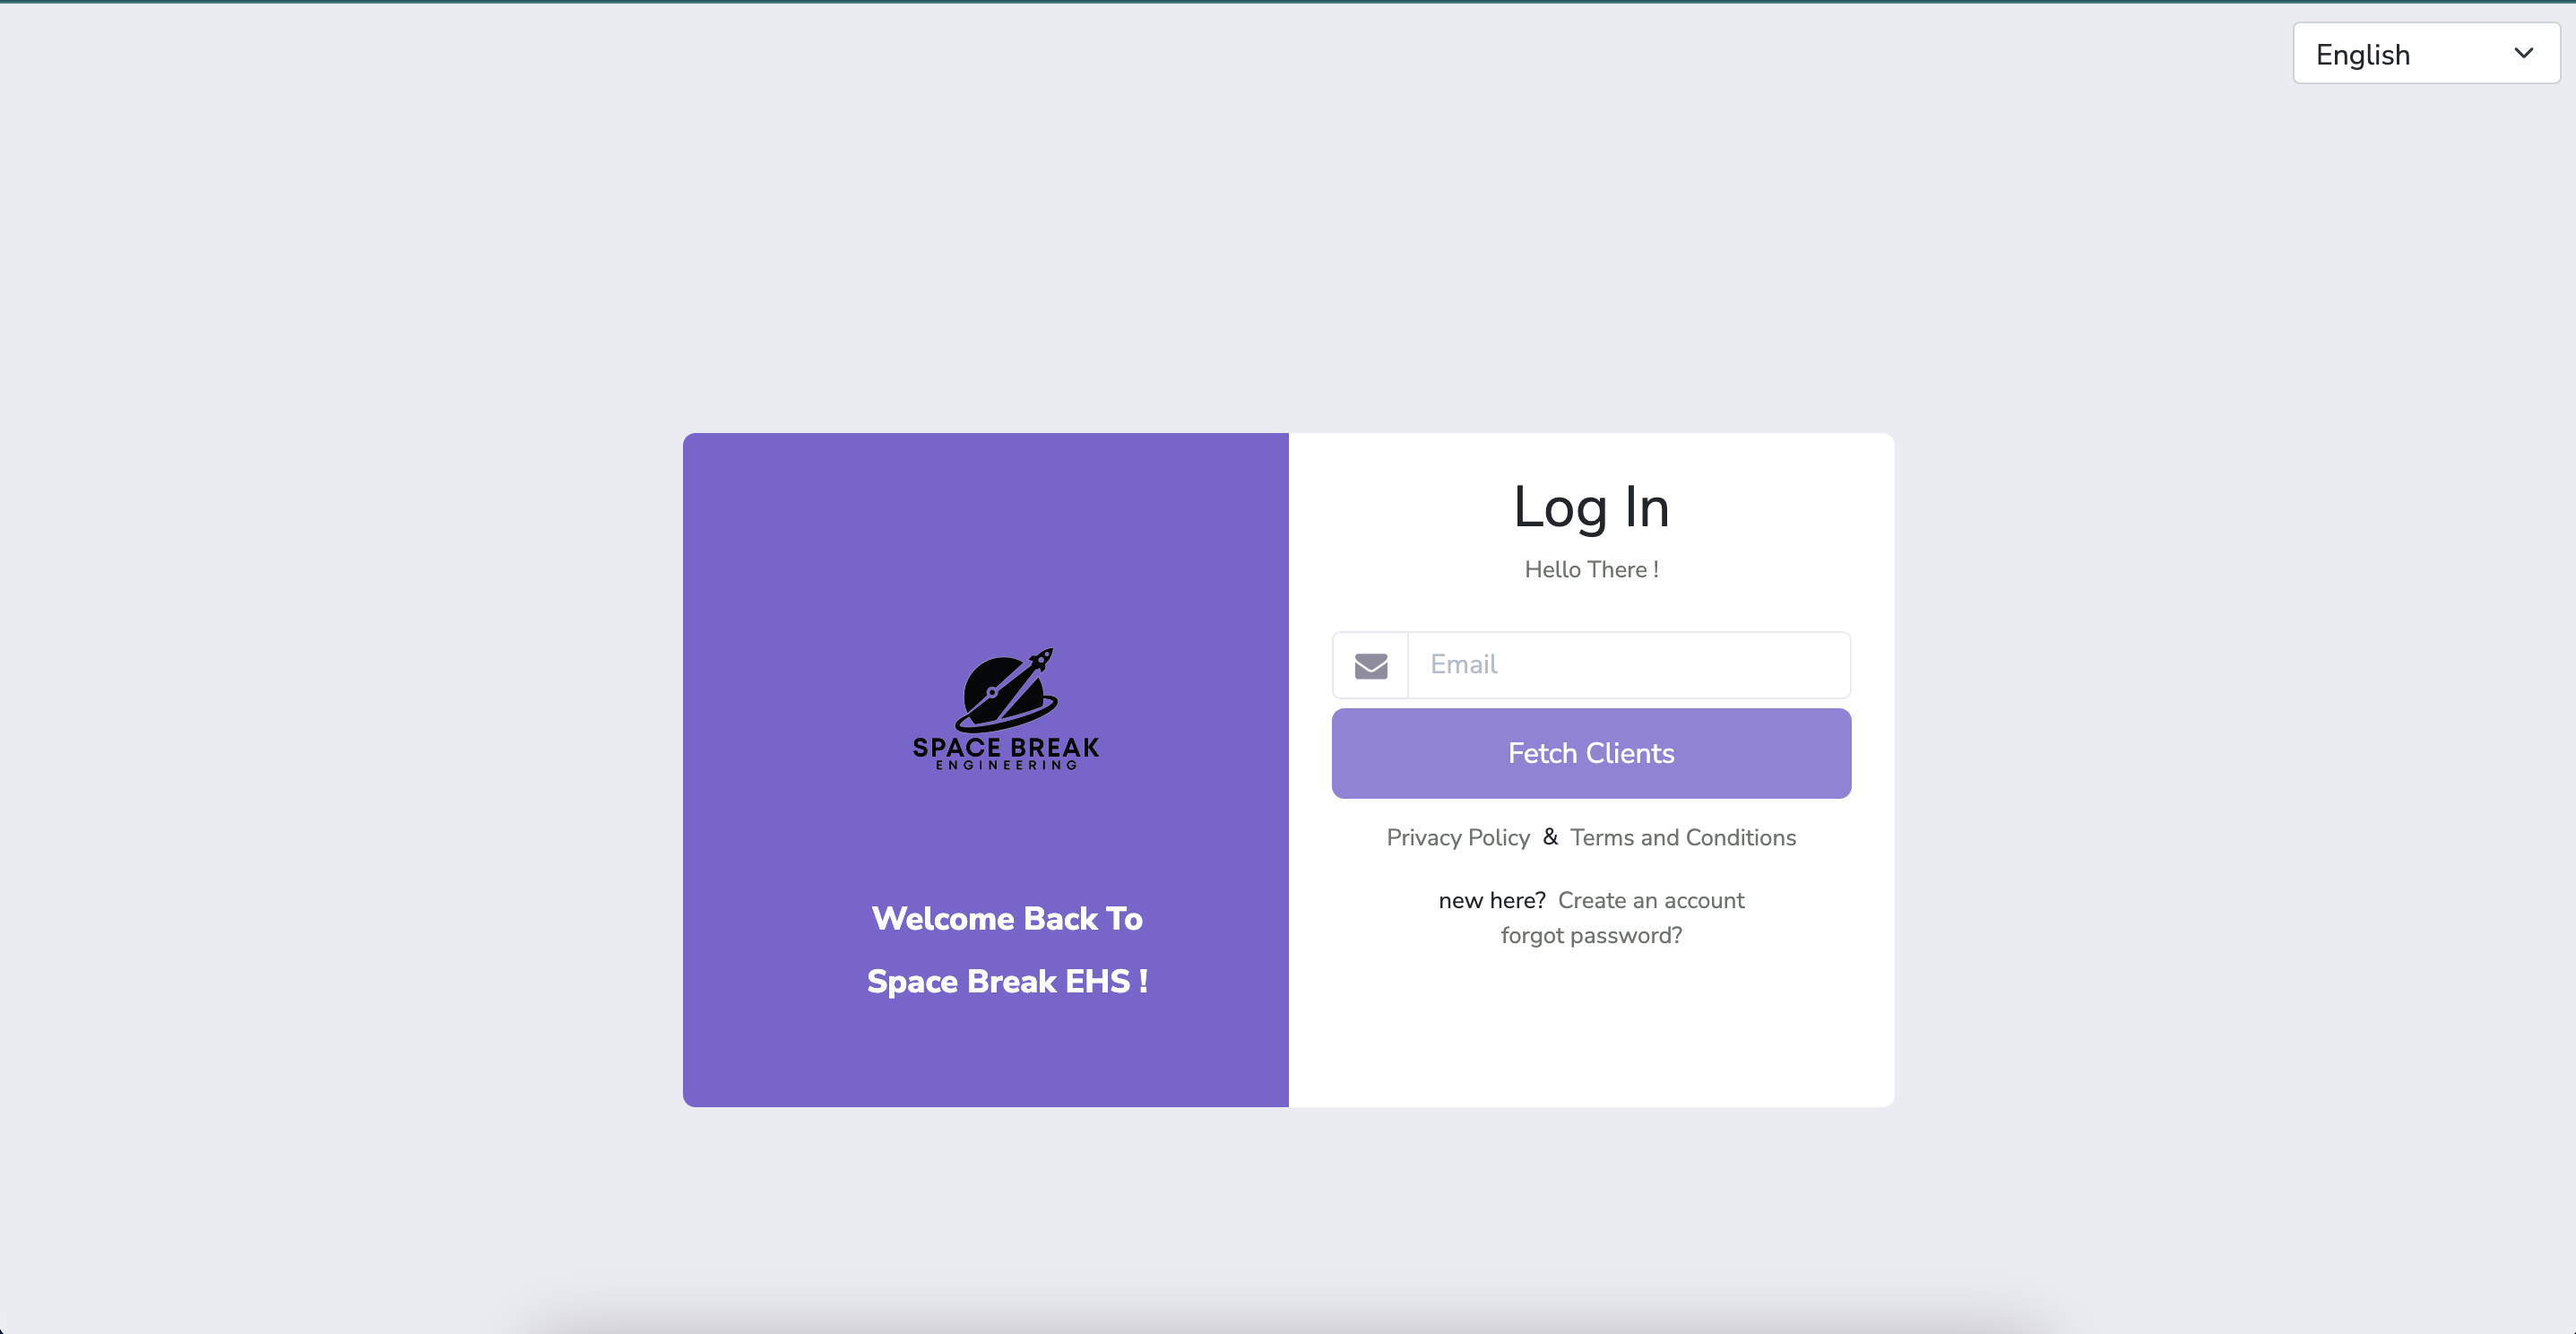 English
SPACE BREAK
ENGINEERING
Welcome Back To
Space Break EHS !
Log In
Hello There !
Email
Fetch Clients
Privacy Policy & Terms and Conditions
new here? Create an account
forgot password?